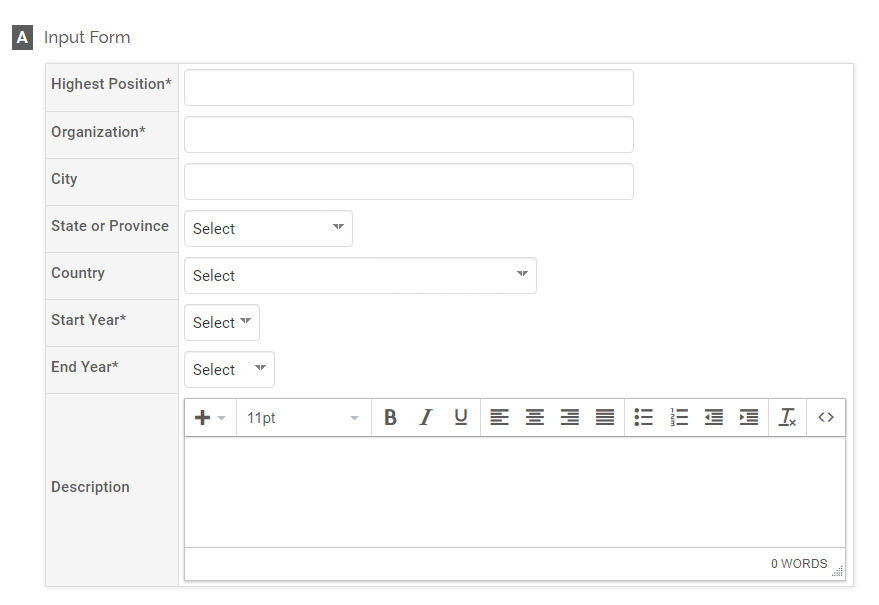 A Input Form
Highest Position*
Organization*
City
State or Province Select
Country Select
Start Year* Select
End Year* Select
11pt B I U
Description
0 WORDS